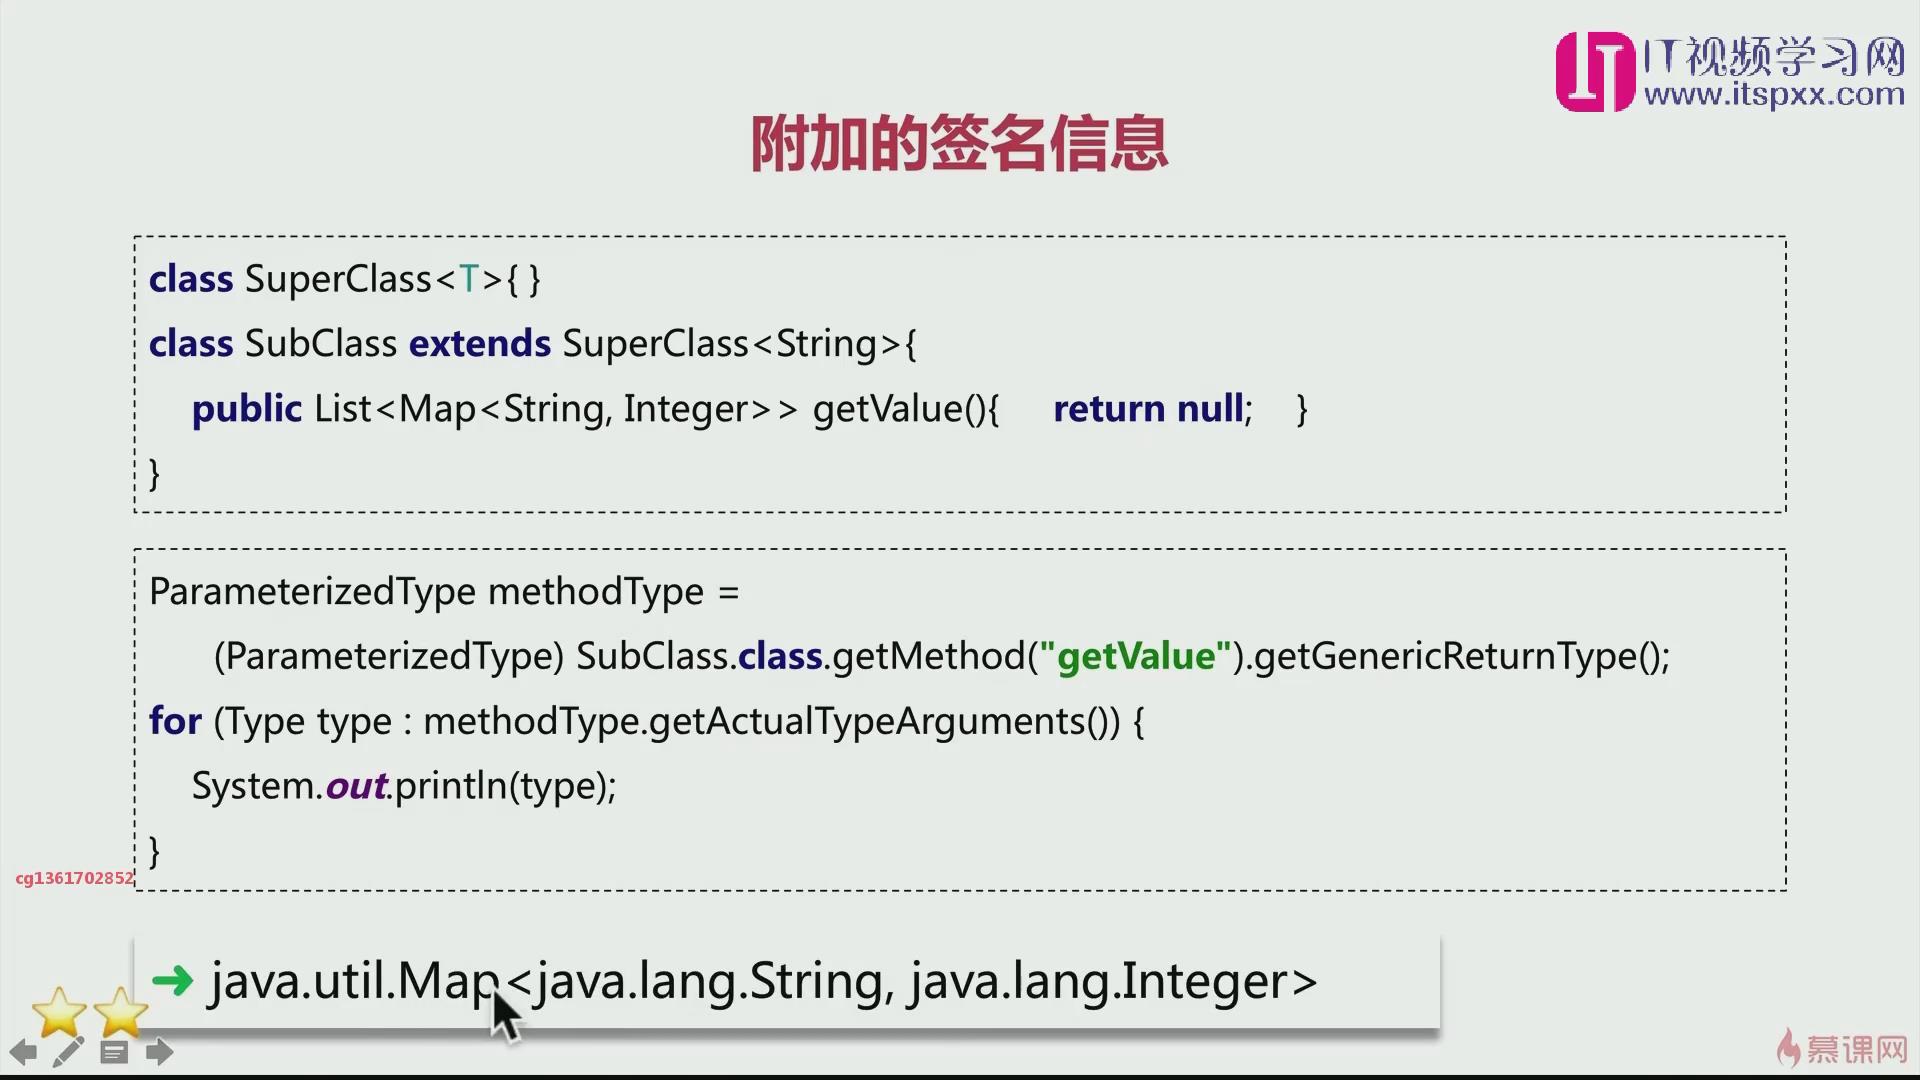 IT视频学习网
www.itspxx.com
附加的签名信息
class SuperClass<T>{ }
class SubClass extends SuperClass<String>{
public List<Map<String, Integer>> getValue(){ return null; }
}
ParameterizedType methodType =
(ParameterizedType) SubClass.class.getMethod("getValue").getGenericReturnType();
for (Type type : methodType.getActualTypeArguments()) {
System.out.println(type);
}
cg1361702852
➜ java.util.Map<java.lang.String, java.lang.Integer>
慕课网